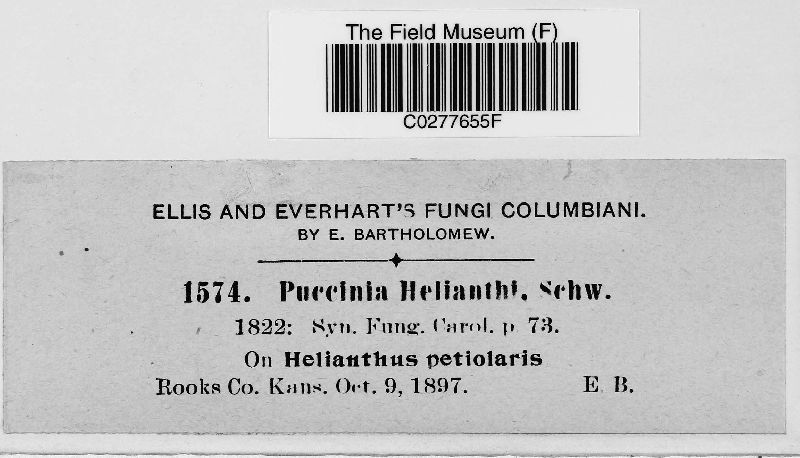 The Field Museum (F)
C0277655F
ELLIS AND EVERHART'S FUNGI COLUMBIANI.
BY E. BARTHOLOMEW.
1574. Puccinia Helianthi, Schw.
1822: Syn. Fung. Carol. p. 73.
On Helianthus petiolaris
Rooks Co. Kans. Oct. 9, 1897. E. B.